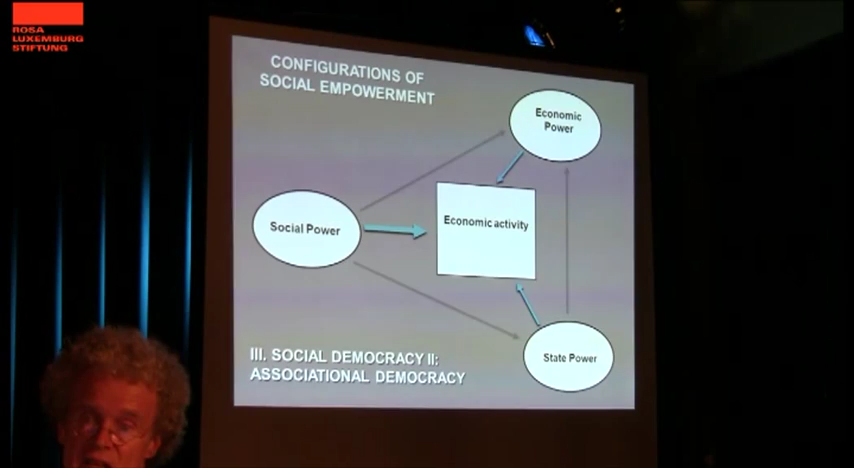 ROSA
LUXEMBURG
STIFTUNG
CONFIGURATIONS OF
SOCIAL EMPOWERMENT
Economic
Power
Social Power
Economic activity
State Power
III. SOCIAL DEMOCRACY II:
ASSOCIATIONAL DEMOCRACY